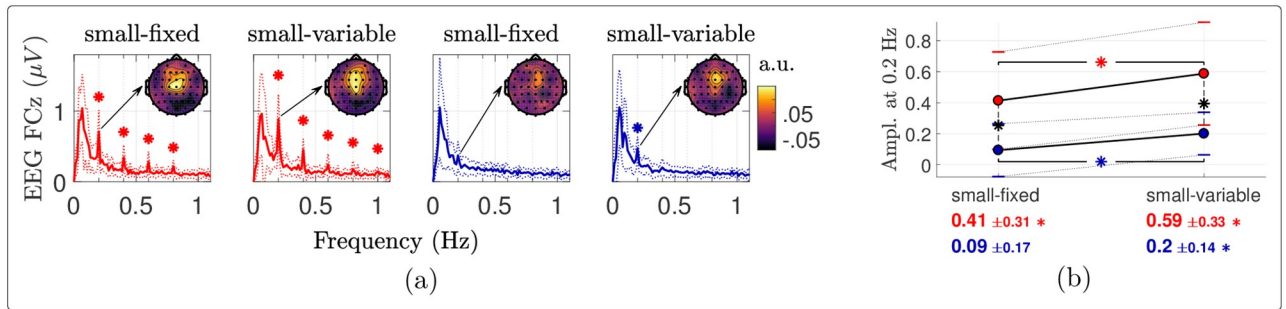 small-fixed
small-variable
small-fixed
small-variable
a.u.
.05
-.05
EEG FCz (μV)
1
0
0 0.5 1
0 0.5 1
0 0.5 1
0 0.5 1
Frequency (Hz)
(a)
Ampl. at 0.2 Hz
0.8
0.6
0.4
0.2
0
*
*
small-fixed
small-variable
0.41 ±0.31 *
0.59 ±0.33 *
0.09 ±0.17
0.2 ±0.14 *
(b)